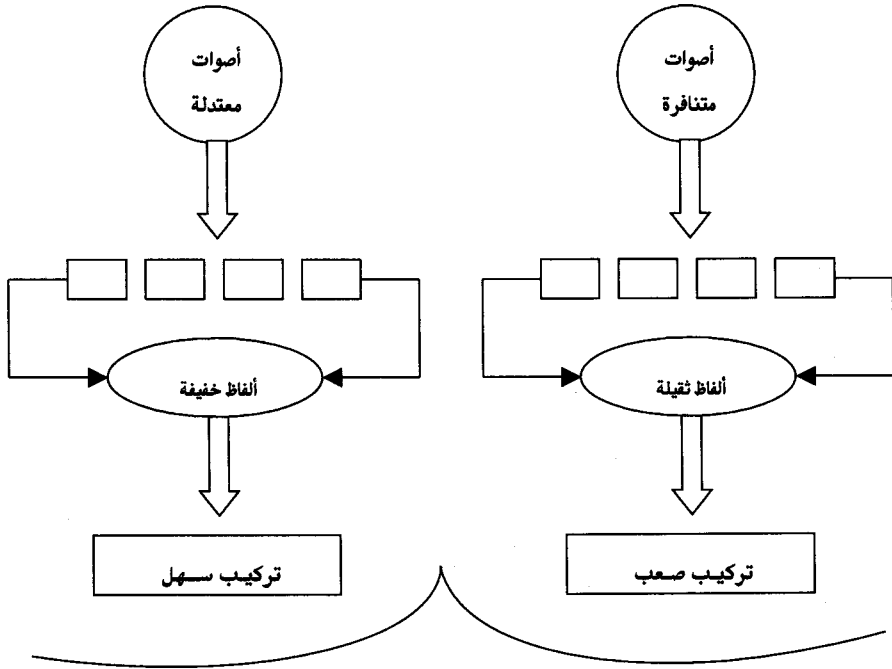 أصوات
متنافرة
أصوات
معتدلة
ألفاظ ثقيلة
ألفاظ خفيفة
تركيب صعب
تركيب سهل